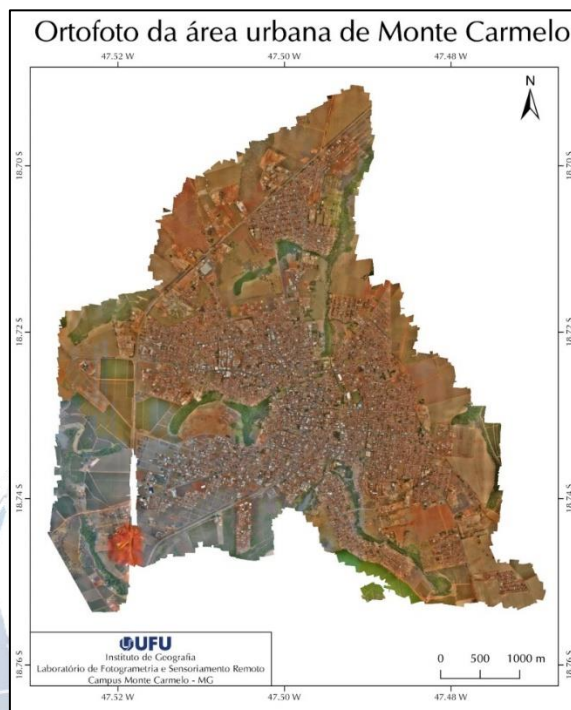 Ortofoto da área urbana de Monte Carmelo
47.52 W 47.50 W 47.48 W
N
18.70 S 18.70 S
18.72 S 18.72 S
18.74 S 18.74 S
18.76 S 18.76 S
UFU
Instituto de Geografia
Laboratório de Fotogrametria e Sensoriamento Remoto
Campus Monte Carmelo - MG
0 500 1000 m
47.52 W 47.50 W 47.48 W